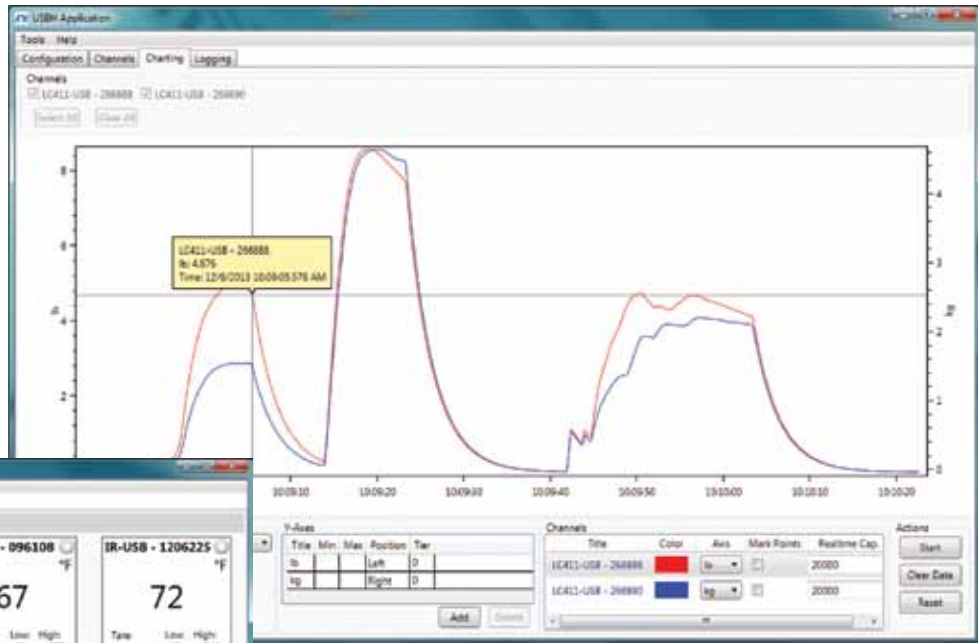 USBH Application
Tools Help
Configuration Channels Charting Logging
Channels
LC411-USB - 266888 LC411-USB - 266890
Select All Clear All
8
6
4
2
lb
4
3
2
1
0
kg
LC411-USB - 266888
lb: 4.676
Time: 12/6/2013 10:09:05.376 AM
10:09:10 10:09:20 10:09:30 10:09:40 10:09:50 10:10:00 10:10:10 10:10:20
Y-Axes
Title Min Max Position Tier
lb Left 0
kg Right 0
Add Delete
Channels
Title Color Axis Mark Points Realtime Cap.
LC411-USB - 266888 lb 20000
LC411-USB - 266890 kg 20000
Actions
Start
Clear Data
Reset
- 096108 IR-USB - 1206225
°F °F
67 72
Low High Tare Low High